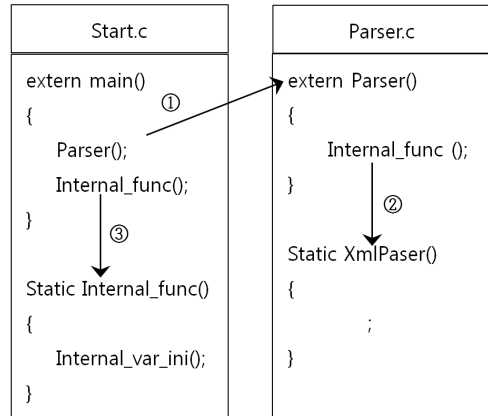 Start.c
extern main()
①
{
Parser();
Internal_func();
}
③
Static Internal_func()
{
Internal_var_ini();
}
Parser.c
extern Parser()
{
Internal_func ();
}
②
Static XmlPaser()
{
;
}